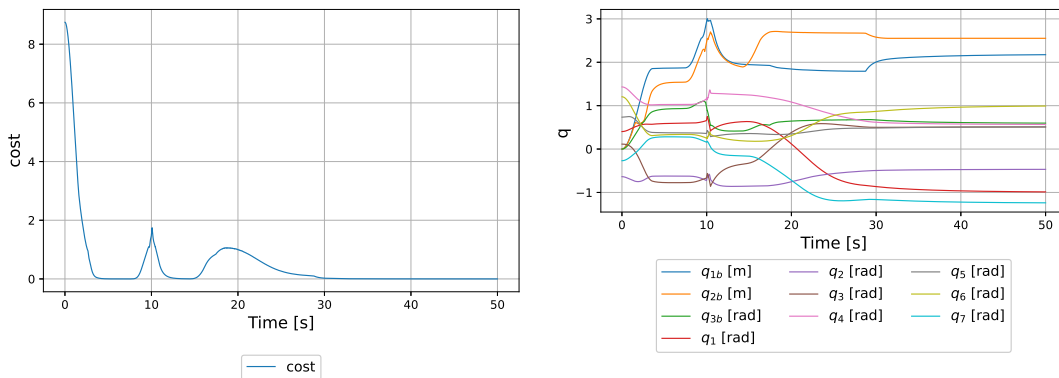 cost
8
6
4
2
0
0
10
20
30
40
50
Time [s]
cost
q
3
2
1
0
−1
0
10
20
30
40
50
Time [s]
q1b [m]
q2b [m]
q3b [rad]
q1 [rad]
q2 [rad]
q3 [rad]
q4 [rad]
q5 [rad]
q6 [rad]
q7 [rad]